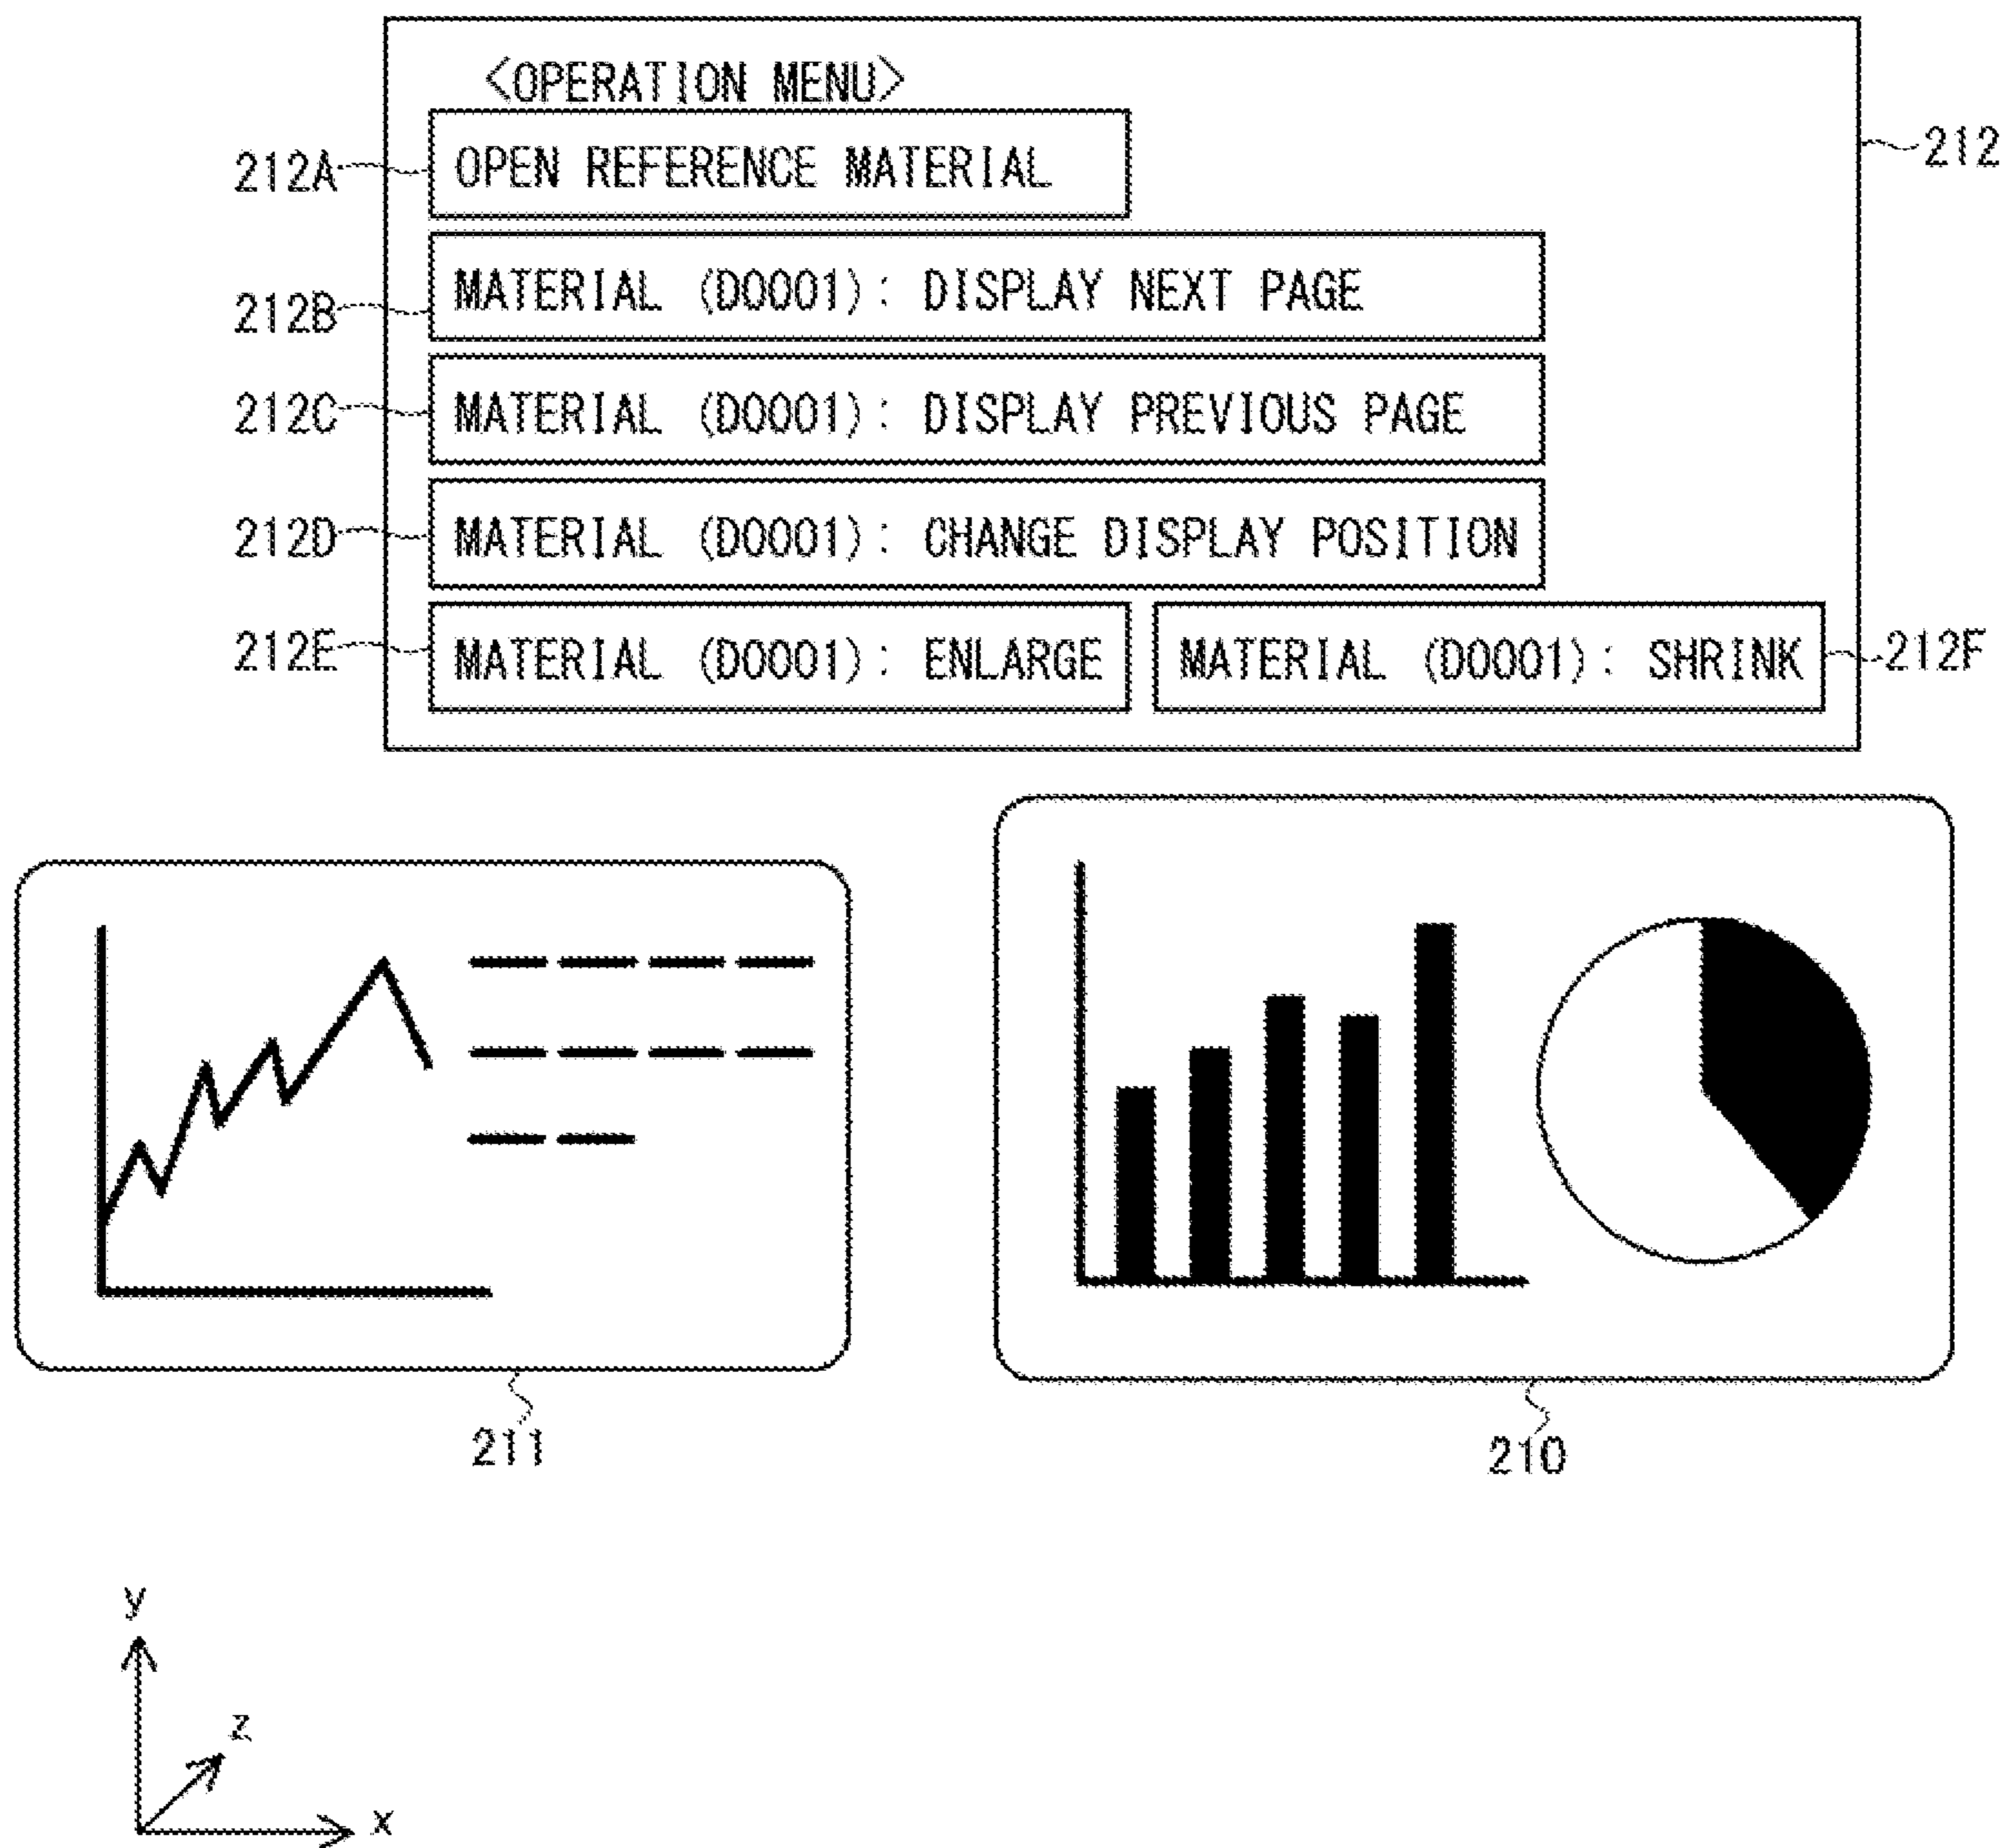 <OPERATION MENU>
212A OPEN REFERENCE MATERIAL 212
212B MATERIAL (D0001): DISPLAY NEXT PAGE
212C MATERIAL (D0001): DISPLAY PREVIOUS PAGE
212D MATERIAL (D0001): CHANGE DISPLAY POSITION
212E MATERIAL (D0001): ENLARGE MATERIAL (D0001): SHRINK 212F
211 210
y
z
x